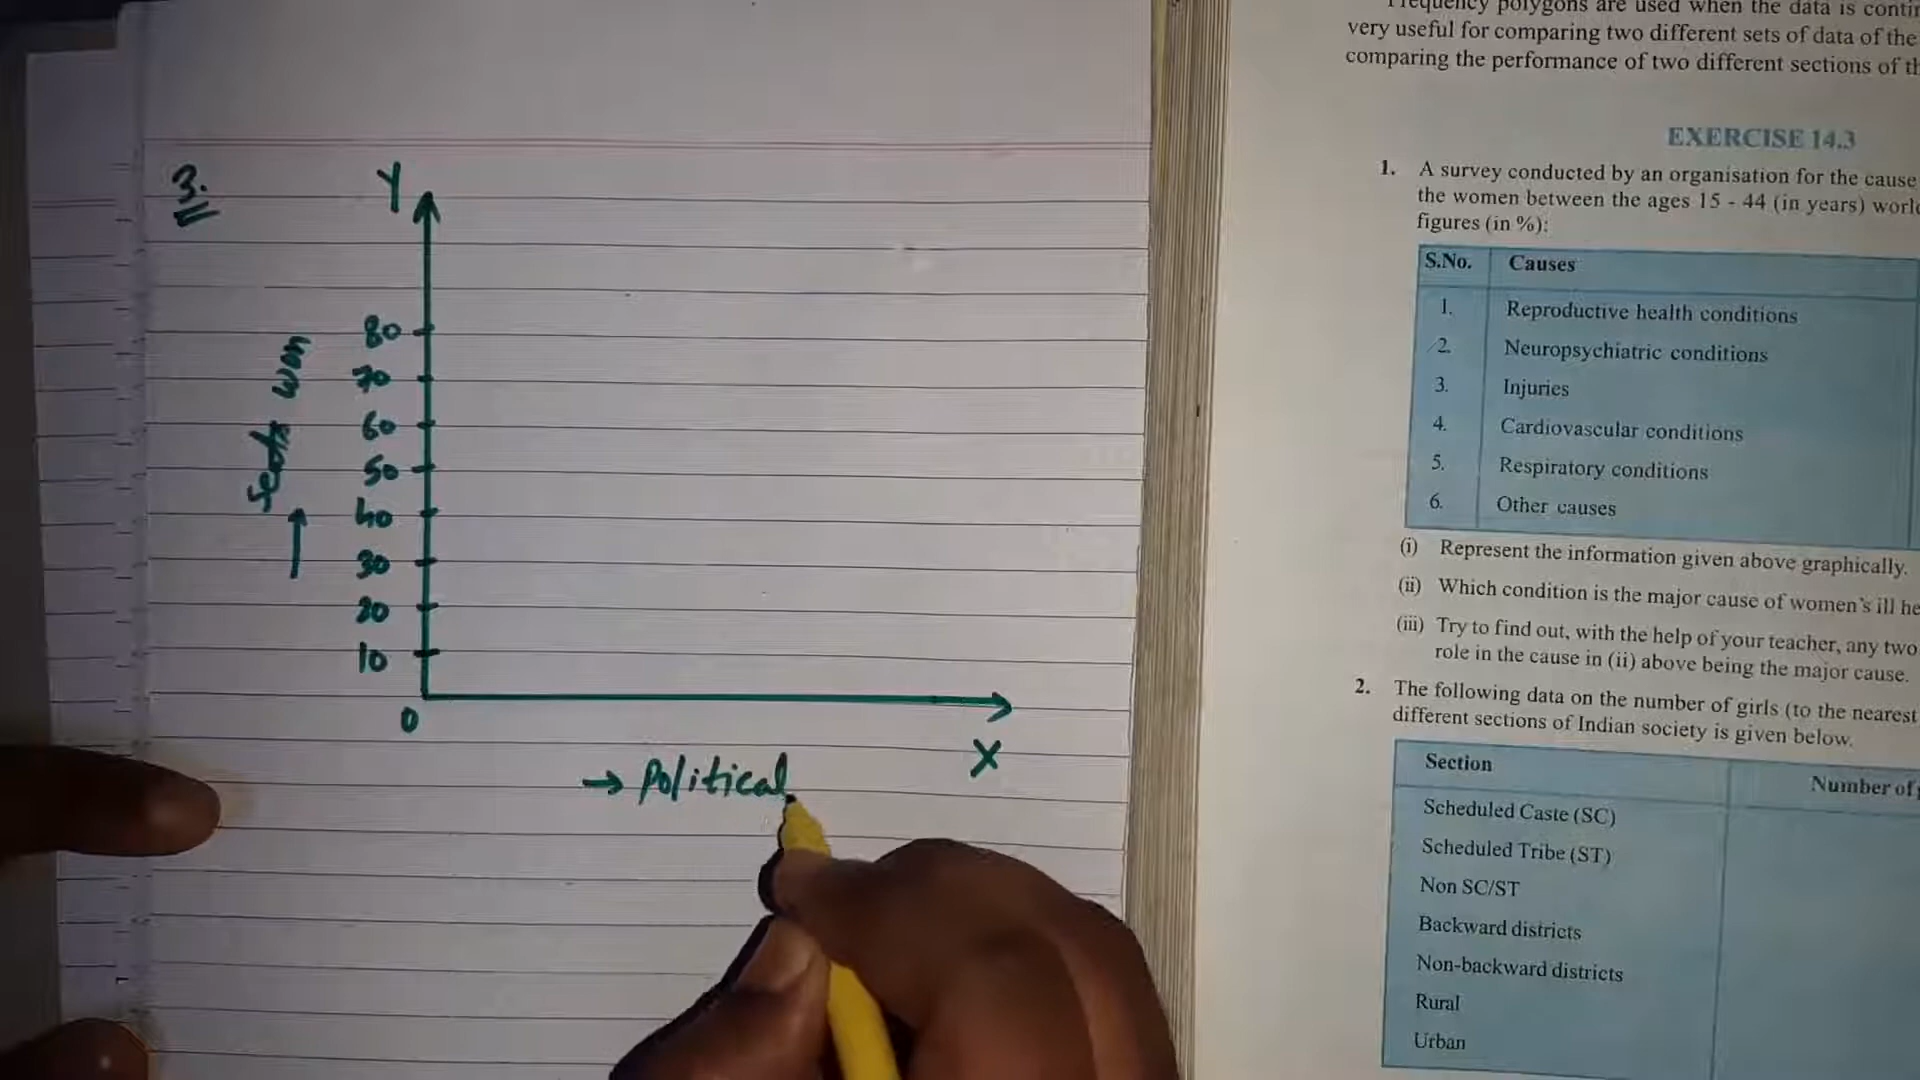 3.
Y
80
70
60
50
40
30
20
10
0
Seats won
X
→ Political
Frequency polygons are used when the data is
very useful for comparing two different sets of data of the
comparing the performance of two different sections of
EXERCISE 14.3
1. A survey conducted by an organisation for the cause
the women between the ages 15 - 44 (in years)
figures (in %):
S.No. Causes
1. Reproductive health conditions
2. Neuropsychiatric conditions
3. Injuries
4. Cardiovascular conditions
5. Respiratory conditions
6. Other causes
(i) Represent the information given above graphically.
(ii) Which condition is the major cause of women's ill
(iii) Try to find out, with the help of your teacher, any two
role in the cause in (ii) above being the major cause.
2. The following data on the number of girls (to the nearest
different sections of Indian society is given below.
Section Number of
Scheduled Caste (SC)
Scheduled Tribe (ST)
Non SC/ST
Backward districts
Non-backward districts
Rural
Urban